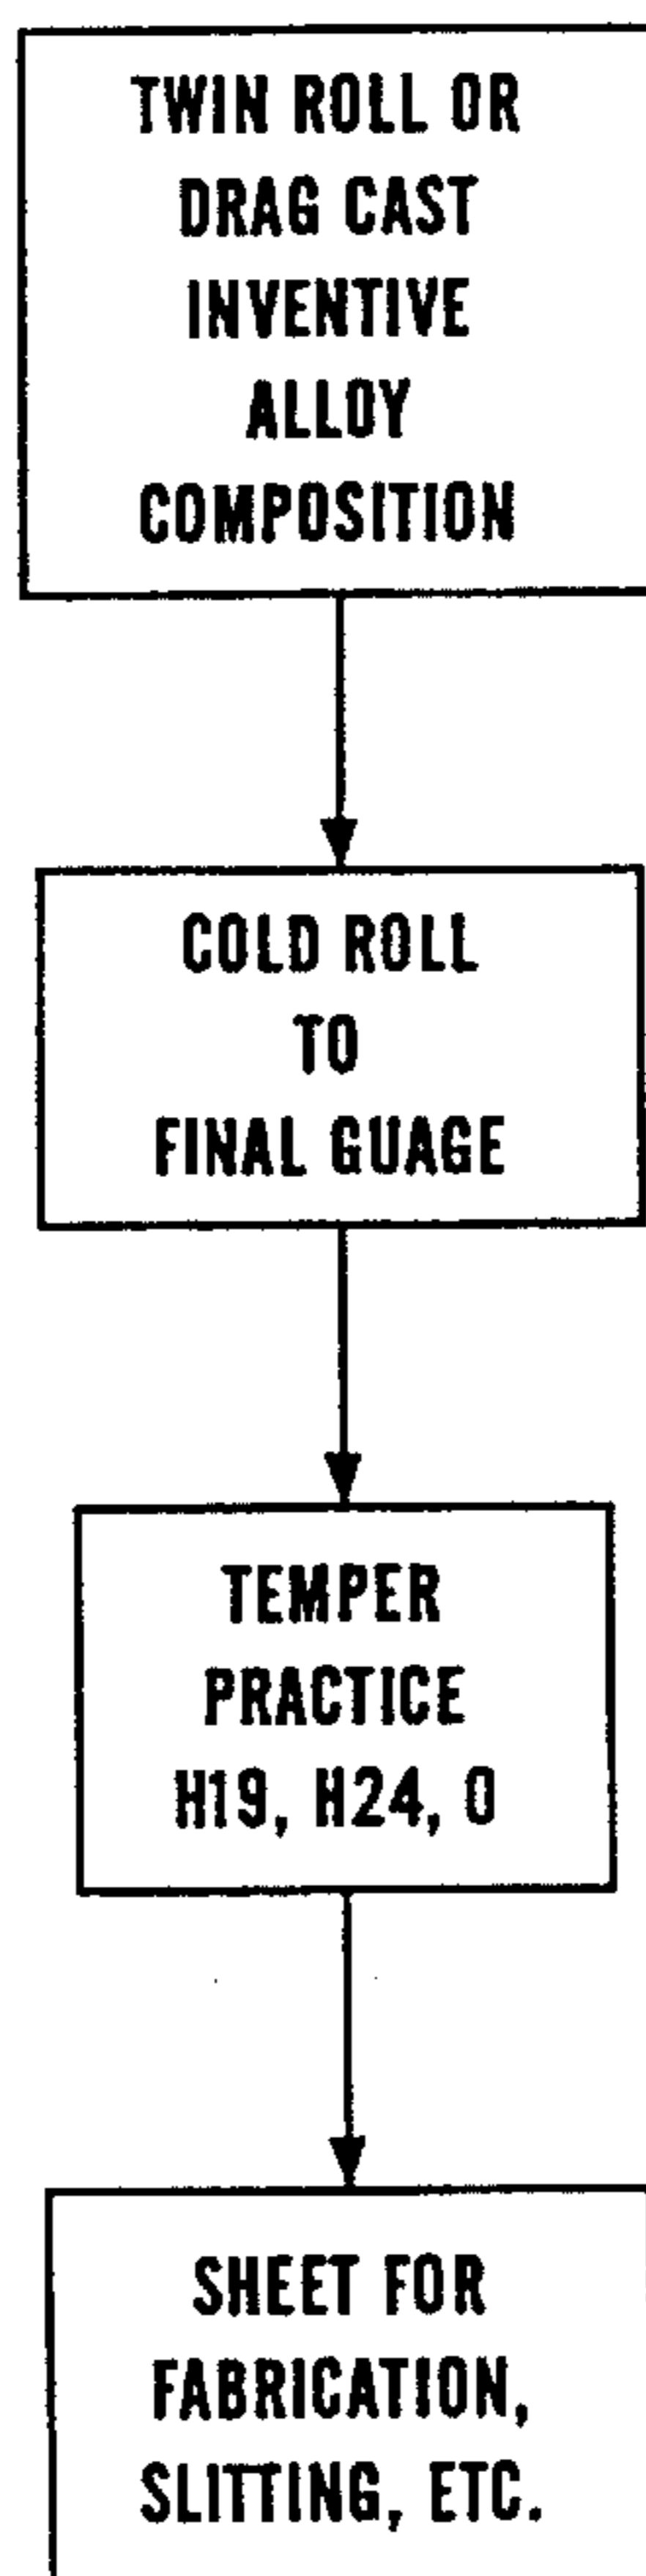 TWIN ROLL OR
DRAG CAST
INVENTIVE
ALLOY
COMPOSITION
COLD ROLL
TO
FINAL GUAGE
TEMPER
PRACTICE
H19, H24, O
SHEET FOR
FABRICATION,
SLITTING, ETC.